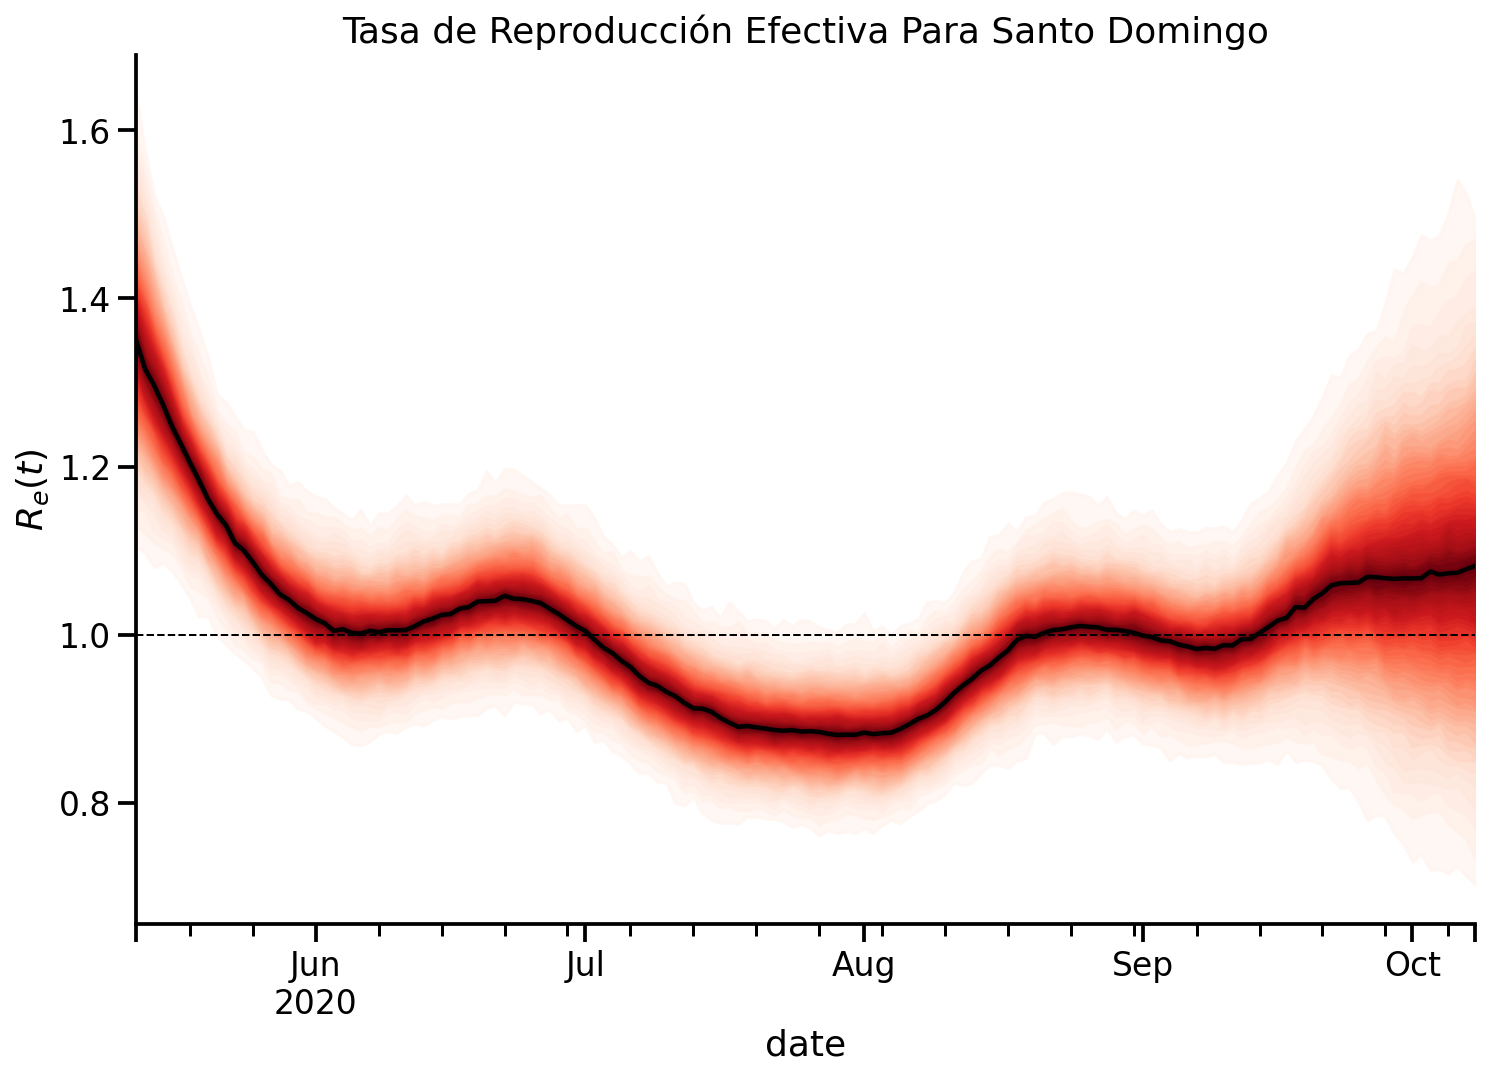 Tasa de Reproducción Efectiva Para Santo Domingo
1.6
1.4
1.2
1.0
0.8
Rₑ(t)
Jun Jul Aug Sep Oct
2020
date